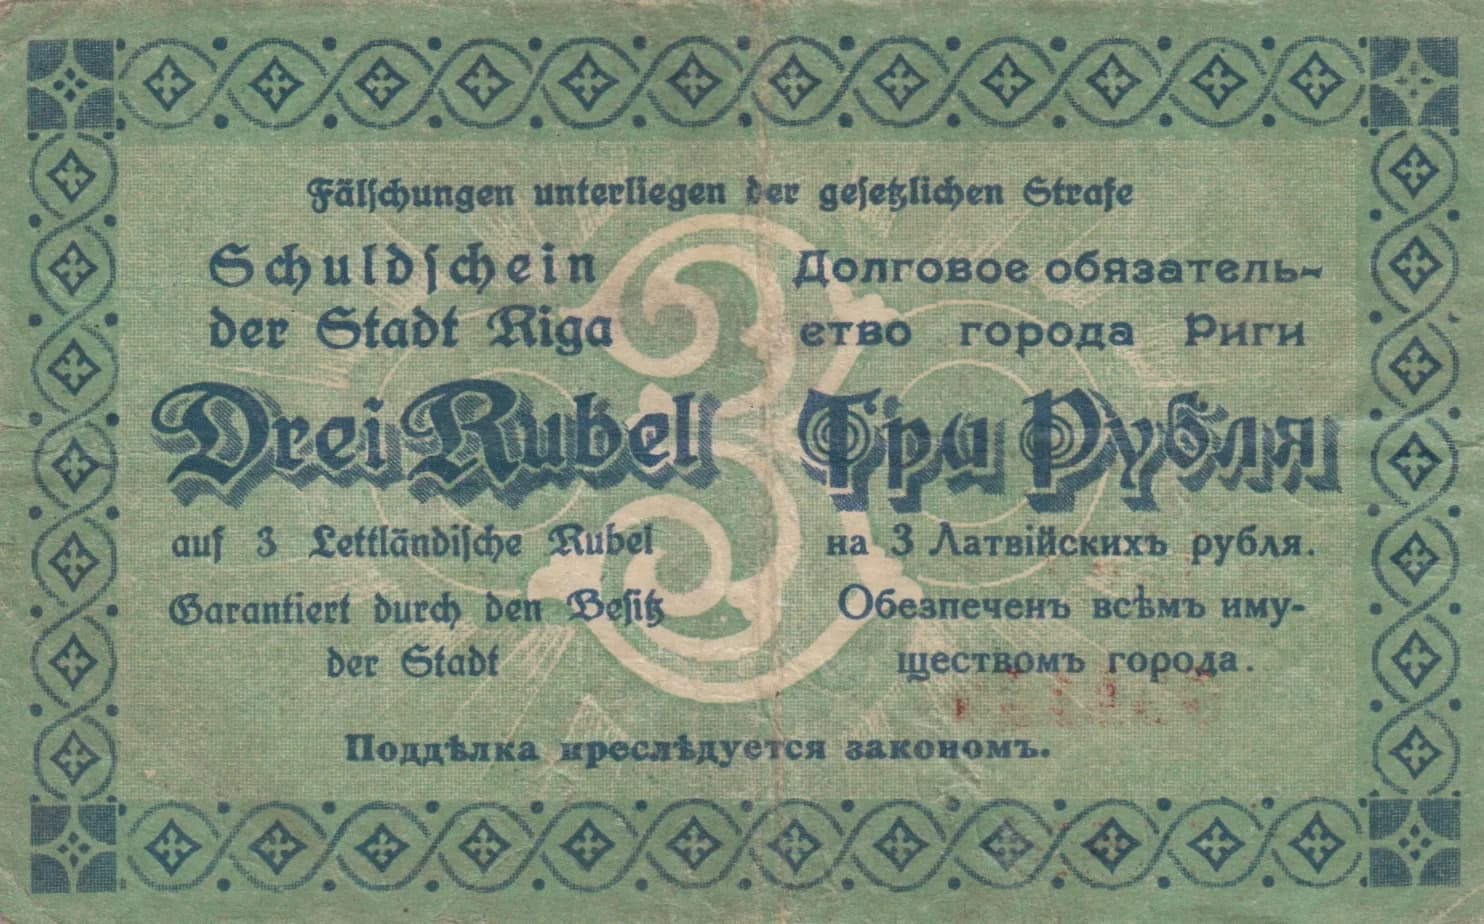 Fälschungen unterliegen der gesetzlichen Strafe
Schuldschein
der Stadt Riga
Drei Rubel
auf 3 Lettländische Rubel
Garantiert durch den Besitz
der Stadt
Долговое обязатель-
ство города Риги
Три Рубля
на 3 Латвійскихъ рубля.
Обезпеченъ всѣмъ иму-
ществомъ города.
3
Поддѣлка преслѣдуется закономъ.